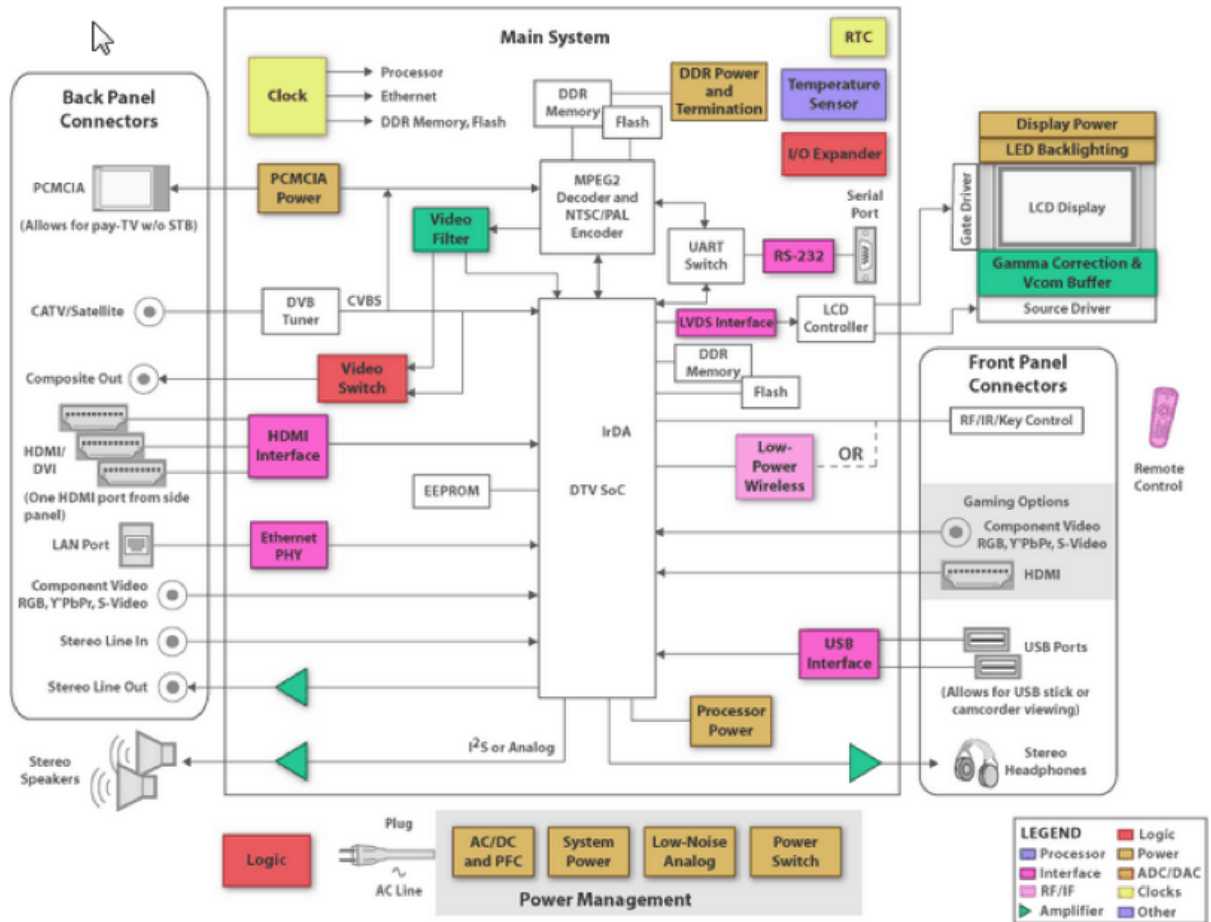 Main System
RTC
Clock
Processor
Ethernet
DDR Memory, Flash
DDR
Memory
Flash
DDR Power
and
Termination
Temperature
Sensor
I/O Expander
Back Panel
Connectors
PCMCIA
(Allows for pay-TV w/o STB)
PCMCIA
Power
Video
Filter
MPEG2
Decoder and
NTSC/PAL
Encoder
UART
Switch
RS-232
Serial
Port
Display Power
LED Backlighting
Gate Driver
LCD Display
Gamma Correction &
Vcom Buffer
Source Driver
CATV/Satellite
DVB
Tuner
CVBS
LVDS Interface
LCD
Controller
Composite Out
Video
Switch
DDR
Memory
Flash
HDMI/
DVI
(One HDMI port from side
panel)
HDMI
Interface
IrDA
DTV SoC
EEPROM
Low-
Power
Wireless
OR
Front Panel
Connectors
RF/IR/Key Control
Remote
Control
Gaming Options
Component Video
RGB, Y'PbPr, S-Video
HDMI
LAN Port
Ethernet
PHY
Component Video
RGB, Y'PbPr, S-Video
Stereo Line In
Stereo Line Out
USB
Interface
USB Ports
(Allows for USB stick or
camcorder viewing)
Processor
Power
I²S or Analog
Stereo
Speakers
Stereo
Headphones
Logic
Plug
AC Line
AC/DC
and PFC
System
Power
Low-Noise
Analog
Power
Switch
Power Management
LEGEND
Processor
Interface
RF/IF
Amplifier
Logic
Power
ADC/DAC
Clocks
Other